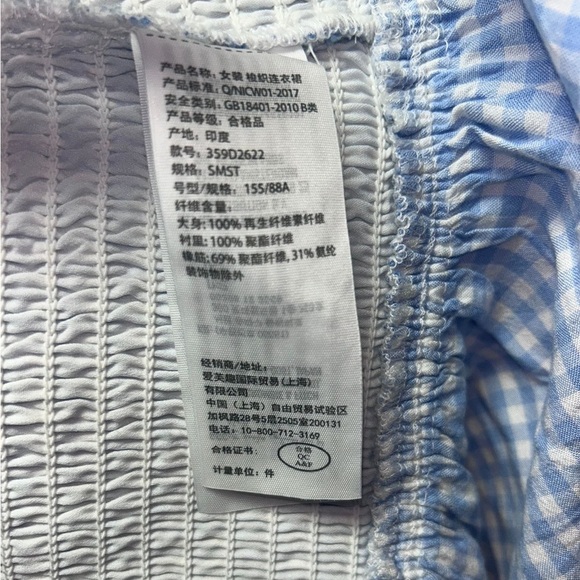 产品名称: 女装 梭织连衣裙
产品标准: Q/NICW01-2017
安全类别: GB18401-2010 B类
产品等级: 合格品
产地: 印度
款号: 359D2622
规格: SMST
号型/规格: 155/88A
纤维含量:
大身: 100% 再生纤维素纤维
衬里: 100% 聚酯纤维
橡筋: 69% 聚酯纤维, 31% 氨纶
装饰物除外
经销商/地址:
爱芙趣国际贸易(上海)
有限公司
中国 (上海) 自由贸易试验区
加枫路28号5层2505室200131
电话: 10-800-712-3169
合格证书:
合格
QC
A&F
计量单位: 件